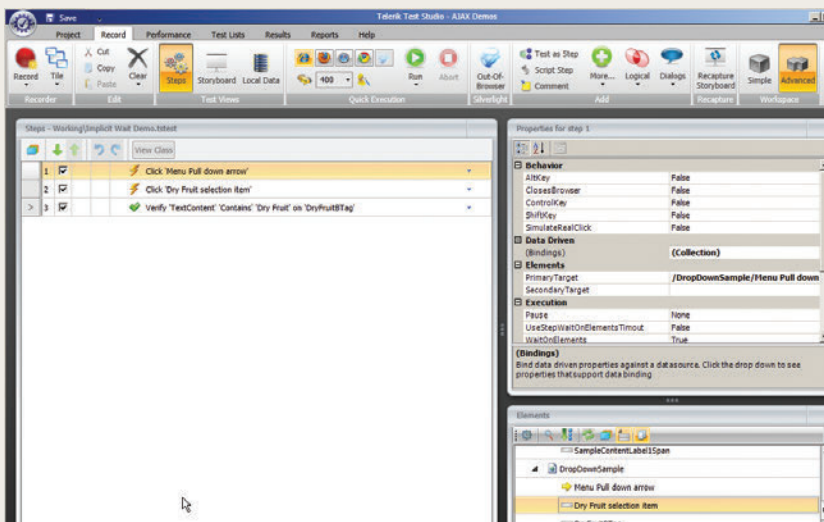 Save
Telerik Test Studio - AJAX Demos
Project Record Performance Test Lists Results Reports Help
Record Tile Cut Copy Paste Clear Steps Storyboard Local Data 100 Run Abort Out-Of-Browser Test as Step Script Step Comment More... Logical Dialogs Recapture Storyboard Simple Advanced
Recorder Edit Test Views Quick Execution Silverlight Add Recapture Workspace
Steps - Working\Implicit Wait Demo.tstest
View Class
1 Click 'Menu Pull down arrow'
2 Click 'Dry Fruit selection item'
> 3 Verify 'TextContent' 'Contains' 'Dry Fruit' on 'DryFruitBTag'
Properties for step 1
Behavior
AltKey False
ClosesBrowser False
ControlKey False
ShiftKey False
SimulateRealClick False
Data Driven
(Bindings) (Collection)
Elements
PrimaryTarget /DropDownSample/Menu Pull down
SecondaryTarget
Execution
Pause None
UseStepWaitOnElementsTimout False
WaitOnElements True
(Bindings)
Bind data driven properties against a datasource. Click the drop down to see
properties that support data binding
Elements
SampleContentLabel1Span
DropDownSample
Menu Pull down arrow
Dry Fruit selection item